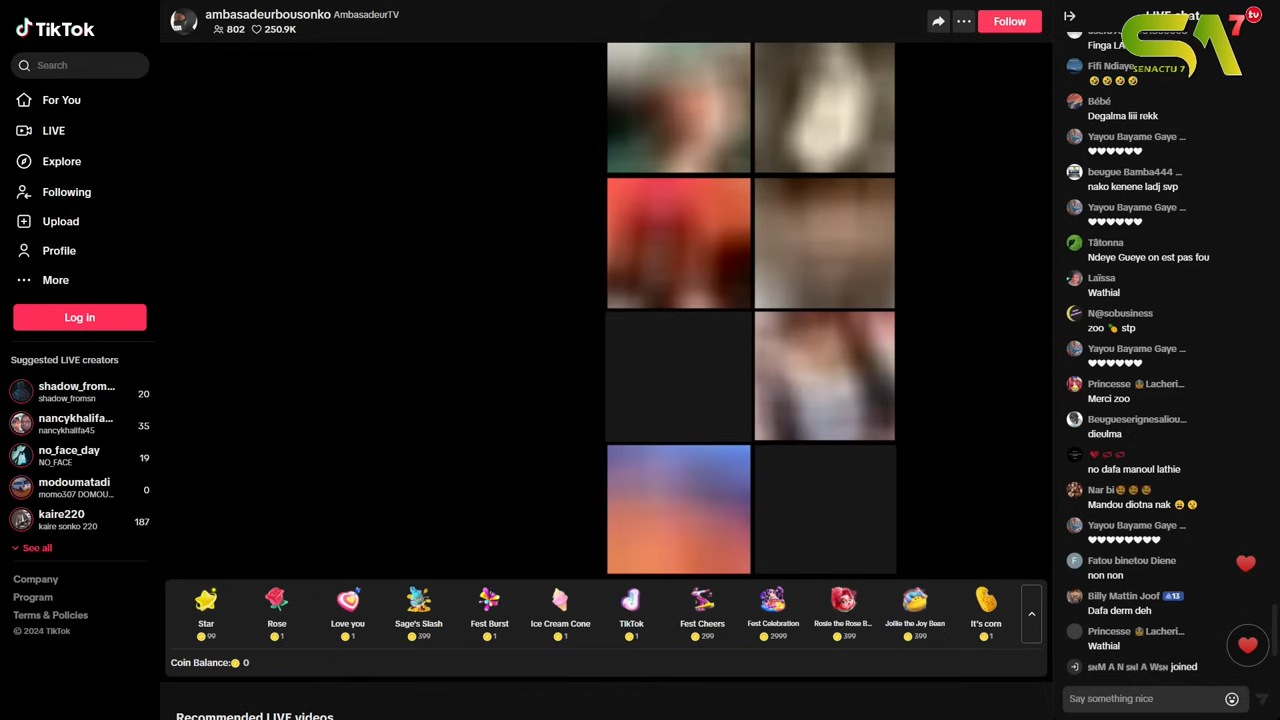 TikTok
Search
For You
LIVE
Explore
Following
Upload
Profile
More
Log in
Suggested LIVE creators
shadow_from...
shadow_fromsn
20
nancykhalifa...
nancykhalifa45
35
no_face_day
NO_FACE
19
modoumatadi
momo307 DOMOU...
0
kaire220
kaire sonko 220
187
See all
Company
Program
Terms & Policies
© 2024 TikTok
ambasadeurbousonko AmbasadeurTV
802 250.9K
Follow
Star
99
Rose
1
Love you
1
Sage's Slash
399
Fest Burst
1
Ice Cream Cone
1
TikTok
1
Fest Cheers
299
Fest Celebration
2999
Rosie the Rose B...
399
Jollie the Joy Bean
399
It's corn
1
Coin Balance: 0
Recommended LIVE videos
SA7 tv
SENACTU 7
Fifi Ndiaye
🤣🤣🤣🤣
Bébé
Degalma liii rekk
Yayou Bayame Gaye ...
🤍🤍🤍🤍🤍🤍
beugue Bamba444 ...
nako kenene ladj svp
Yayou Bayame Gaye ...
🤍🤍🤍🤍🤍🤍
Tâtonna
Ndeye Gueye on est pas fou
Laïssa
Wathial
N@sobusiness
zoo 🍍 stp
Yayou Bayame Gaye ...
🤍🤍🤍🤍🤍🤍
Princesse Lacheri...
Merci zoo
Beugueserignesaliou...
dieulma
no dafa manoul lathie
Nar bi
Mandou diotna nak 😩😯
Yayou Bayame Gaye ...
🤍🤍🤍🤍🤍🤍🤍🤍
Fatou binetou Diene
non non
Billy Mattin Joof 13
Dafa derm deh
Princesse Lacheri...
Wathial
sɴM A N sɴI A Wsɴ joined
Say something nice